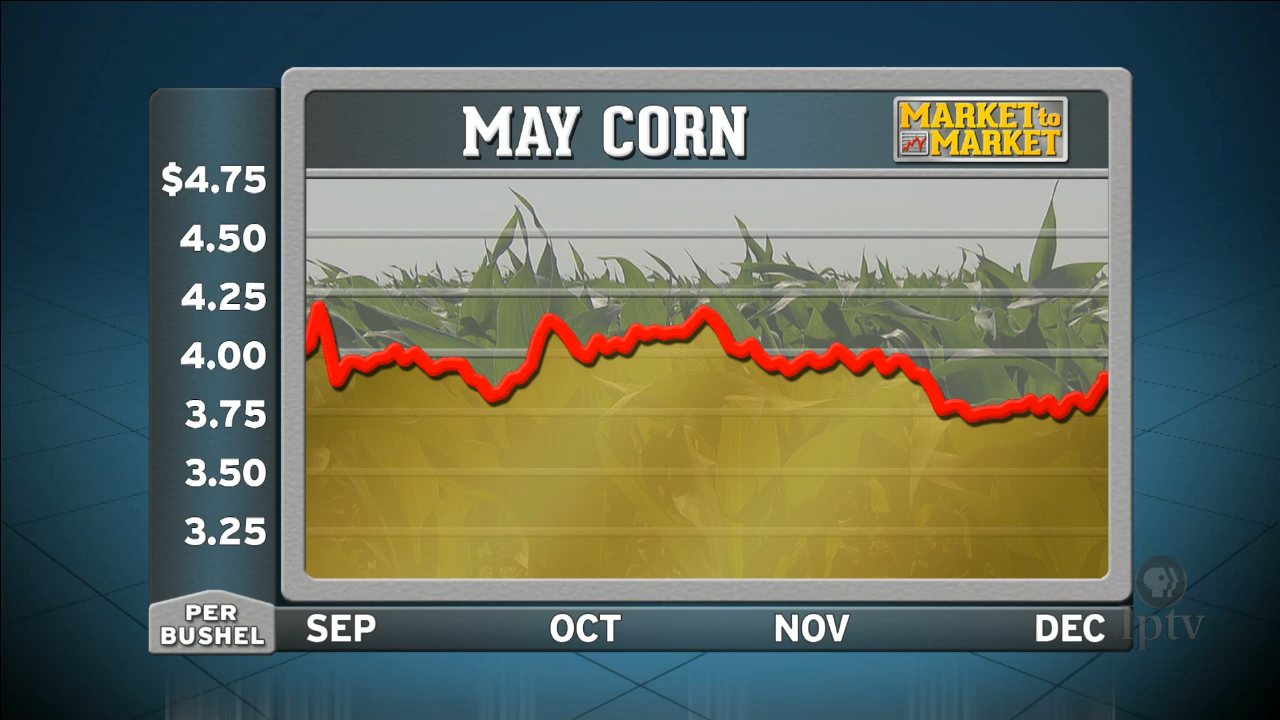 MAY CORN
MARKET to
MARKET
$4.75
4.50
4.25
4.00
3.75
3.50
3.25
PER
BUSHEL
SEP OCT NOV DEC
iptv